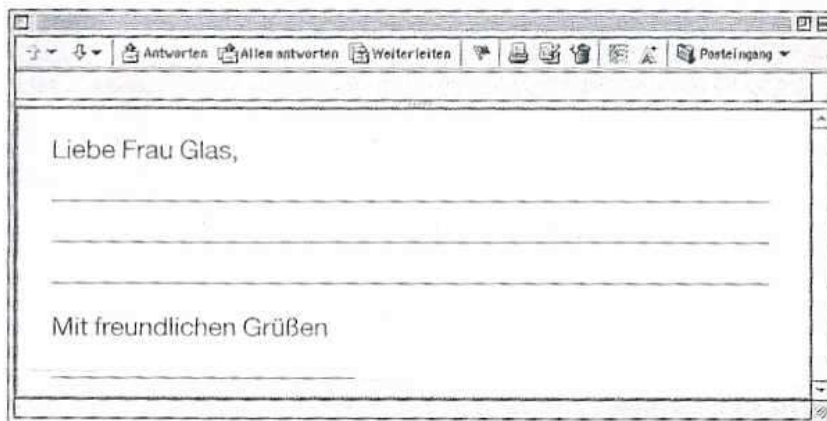 Antworten Allen antworten Weiterleiten Posteingang
Liebe Frau Glas,
Mit freundlichen Grüßen